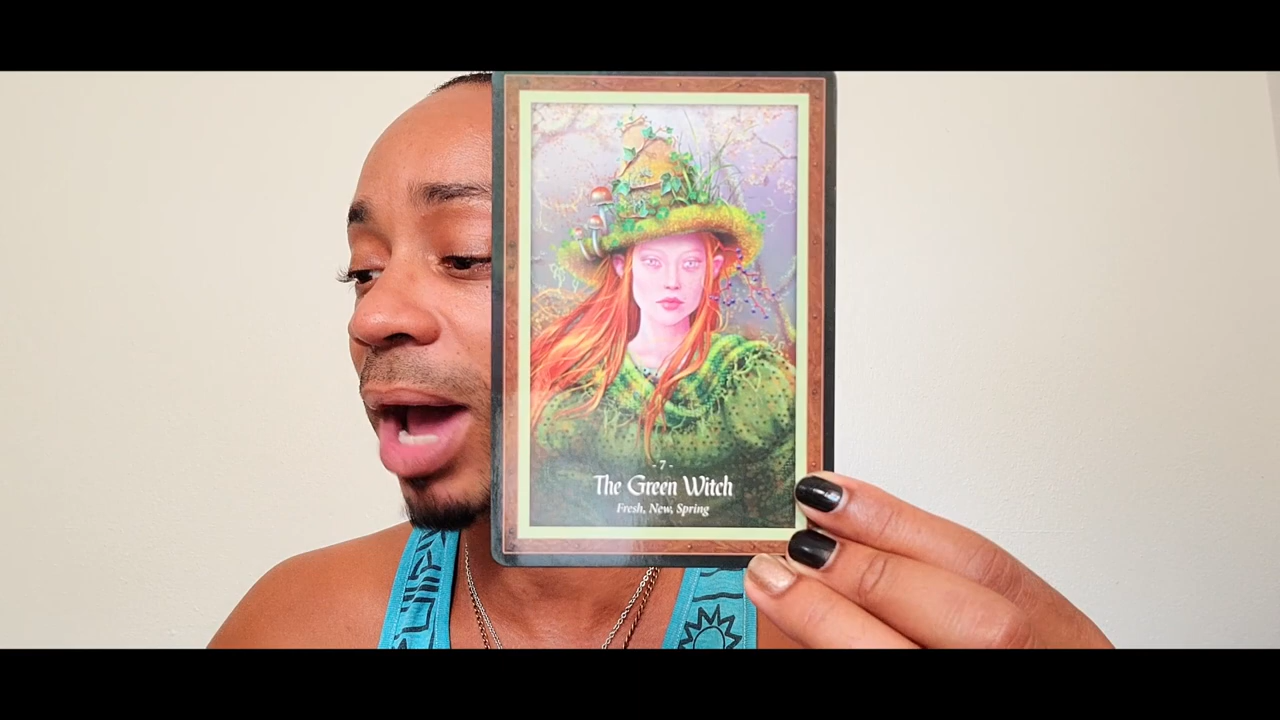 - 7 -
The Green Witch
Fresh, New, Spring